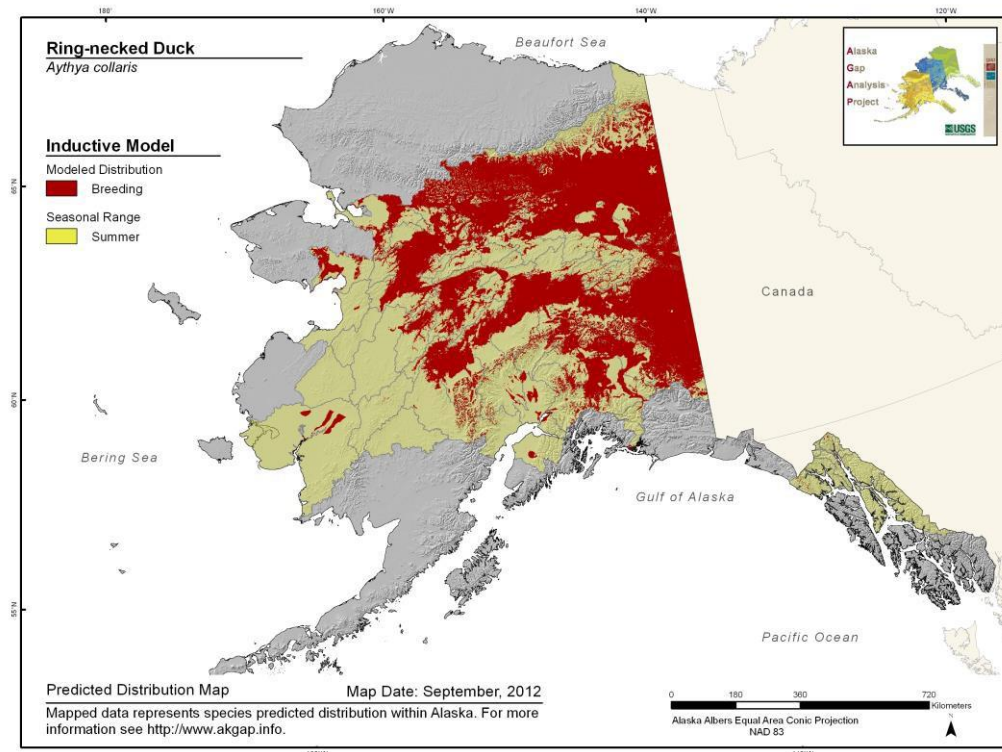 180°
160°W
140°W
120°W
Ring-necked Duck
Aythya collaris
Beaufort Sea
Alaska
Gap
Analysis
Project
USGS
Inductive Model
Modeled Distribution
Breeding
Seasonal Range
Summer
65°N
Canada
60°N
Bering Sea
Gulf of Alaska
55°N
Pacific Ocean
Predicted Distribution Map
Map Date: September, 2012
Mapped data represents species predicted distribution within Alaska. For more
information see http://www.akgap.info.
0 180 360 720
Kilometers
Alaska Albers Equal Area Conic Projection
NAD 83
N